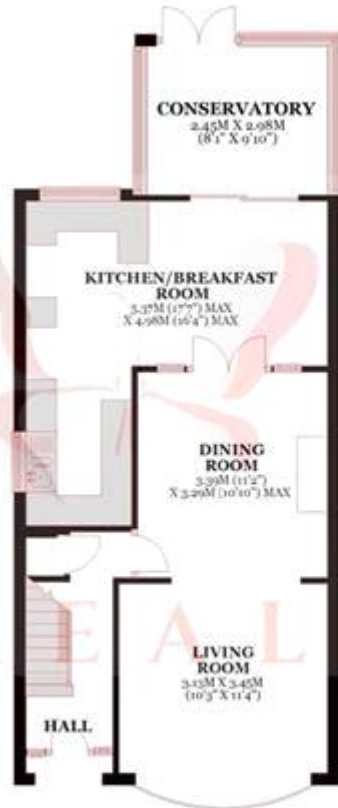 CONSERVATORY
2.45M X 2.98M
(8'1" X 9'10")
KITCHEN/BREAKFAST
ROOM
5.37M (17'7") MAX
X 4.98M (16'4") MAX
DINING
ROOM
3.39M (11'2")
X 3.29M (10'10") MAX
E A L
LIVING
ROOM
3.13M X 3.45M
(10'3" X 11'4")
HALL